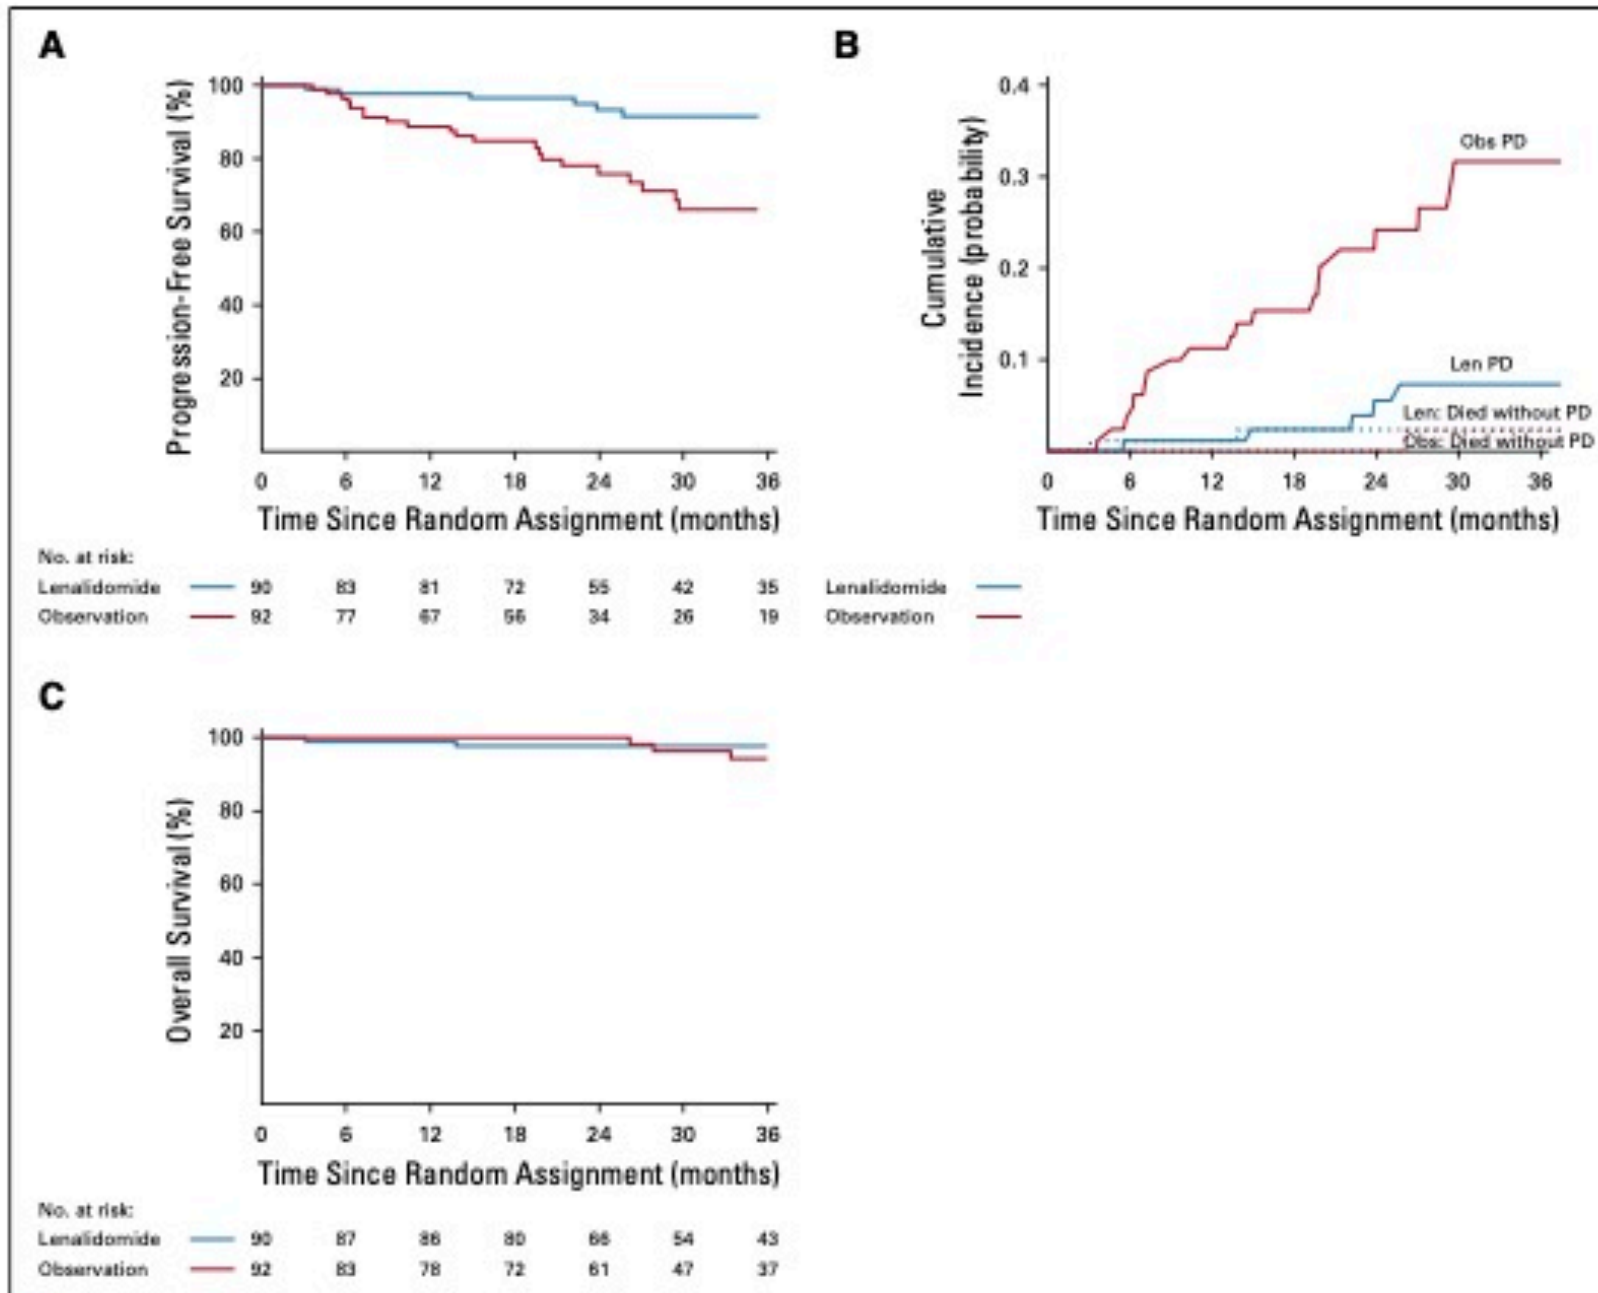 A
Progression-Free Survival (%)
100
80
60
40
20
0 6 12 18 24 30 36
Time Since Random Assignment (months)
No. at risk:
Lenalidomide 90 83 81 72 55 42 35
Observation 92 77 67 56 34 26 19
B
Cumulative
Incidence (probability)
0.4
0.3
0.2
0.1
Obs PD
Len PD
Len: Died without PD
Obs: Died without PD
0 6 12 18 24 30 36
Time Since Random Assignment (months)
Lenalidomide
Observation
C
Overall Survival (%)
100
80
60
40
20
0 6 12 18 24 30 36
Time Since Random Assignment (months)
No. at risk:
Lenalidomide 90 87 86 80 66 54 43
Observation 92 83 78 72 61 47 37